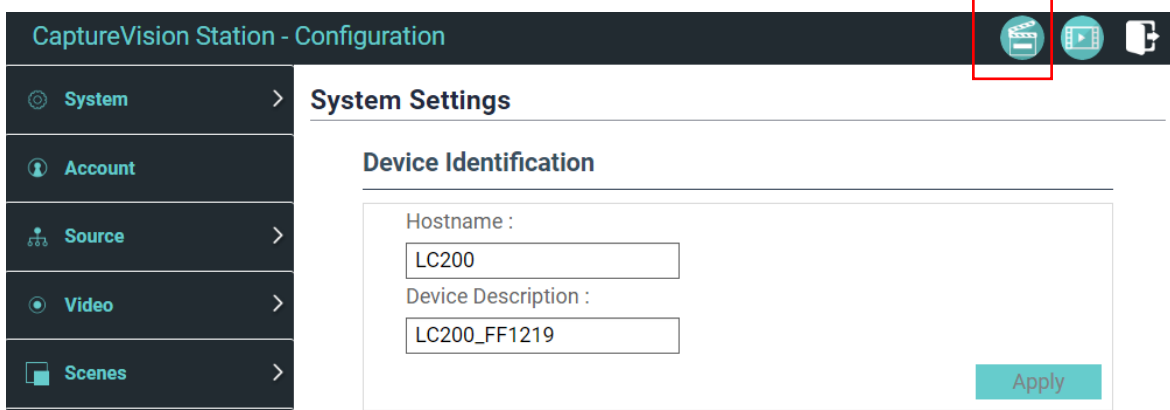 CaptureVision Station - Configuration
System
Account
Source
Video
Scenes
System Settings
Device Identification
Hostname :
LC200
Device Description :
LC200_FF1219
Apply